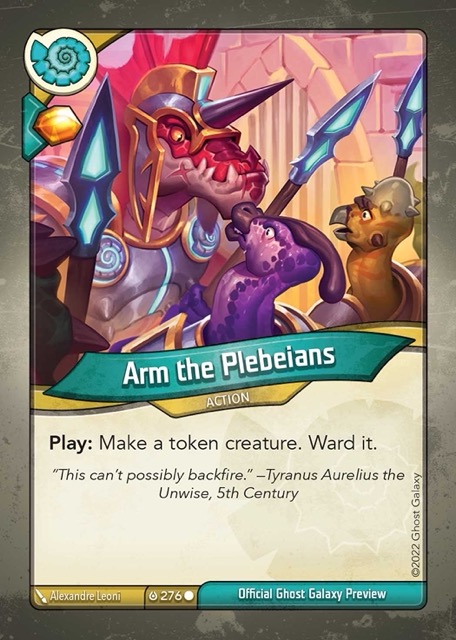 Arm the Plebeians
ACTION
Play: Make a token creature. Ward it.
“This can’t possibly backfire.” –Tyranus Aurelius the
Unwise, 5th Century
©2022 Ghost Galaxy
Alexandre Leoni
276
Official Ghost Galaxy Preview